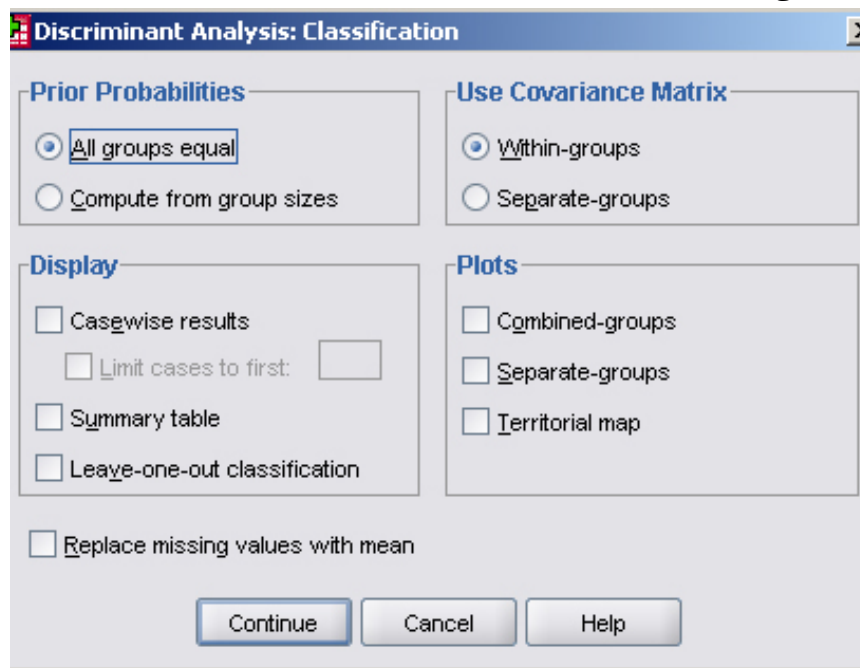 Discriminant Analysis: Classification
Prior Probabilities
All groups equal
Compute from group sizes
Use Covariance Matrix
Within-groups
Separate-groups
Display
Casewise results
Limit cases to first:
Summary table
Leave-one-out classification
Plots
Combined-groups
Separate-groups
Territorial map
Replace missing values with mean
Continue
Cancel
Help